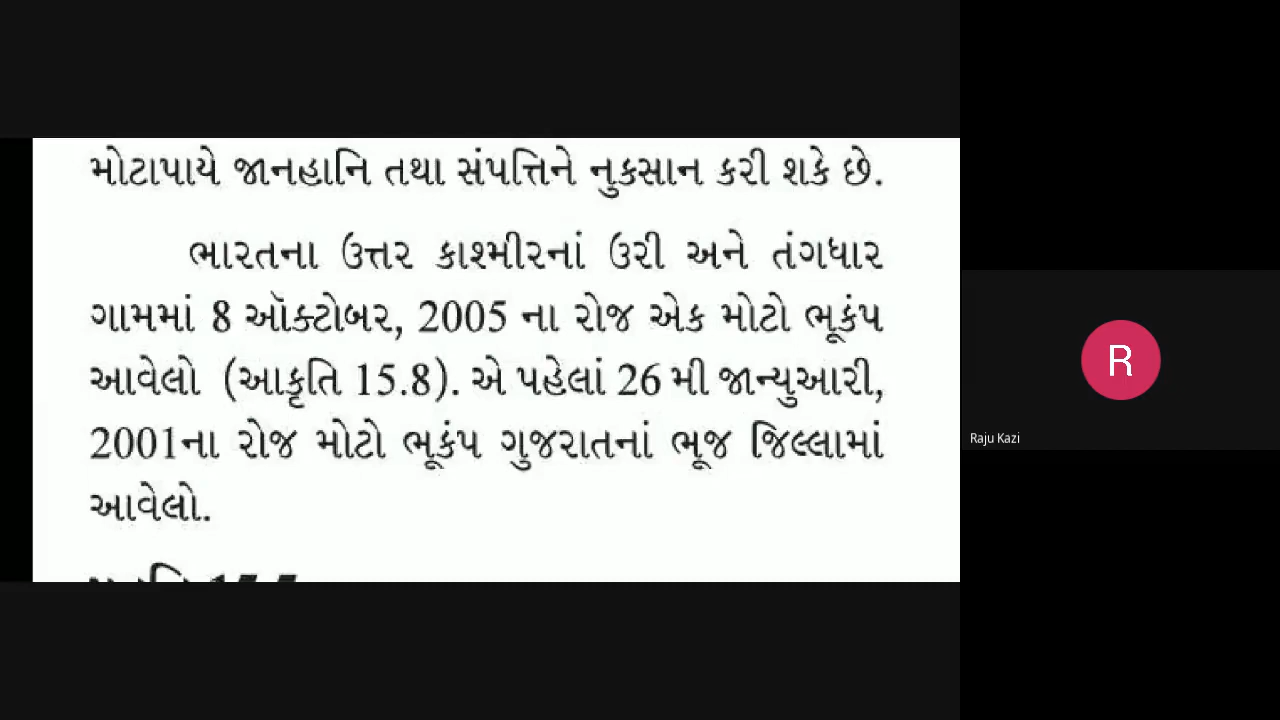 મોટાપાયે જાનહાનિ તથા સંપત્તિને નુકસાન કરી શકે છે.
ભારતના ઉત્તર કાશ્મીરનાં ઉરી અને તંગધાર
ગામમાં 8 ઑક્ટોબર, 2005 ના રોજ એક મોટો ભૂકંપ
આવેલો (આકૃતિ 15.8). એ પહેલાં 26 મી જાન્યુઆરી,
2001ના રોજ મોટો ભૂકંપ ગુજરાતનાં ભૂજ જિલ્લામાં
આવેલો.
R
Raju Kazi